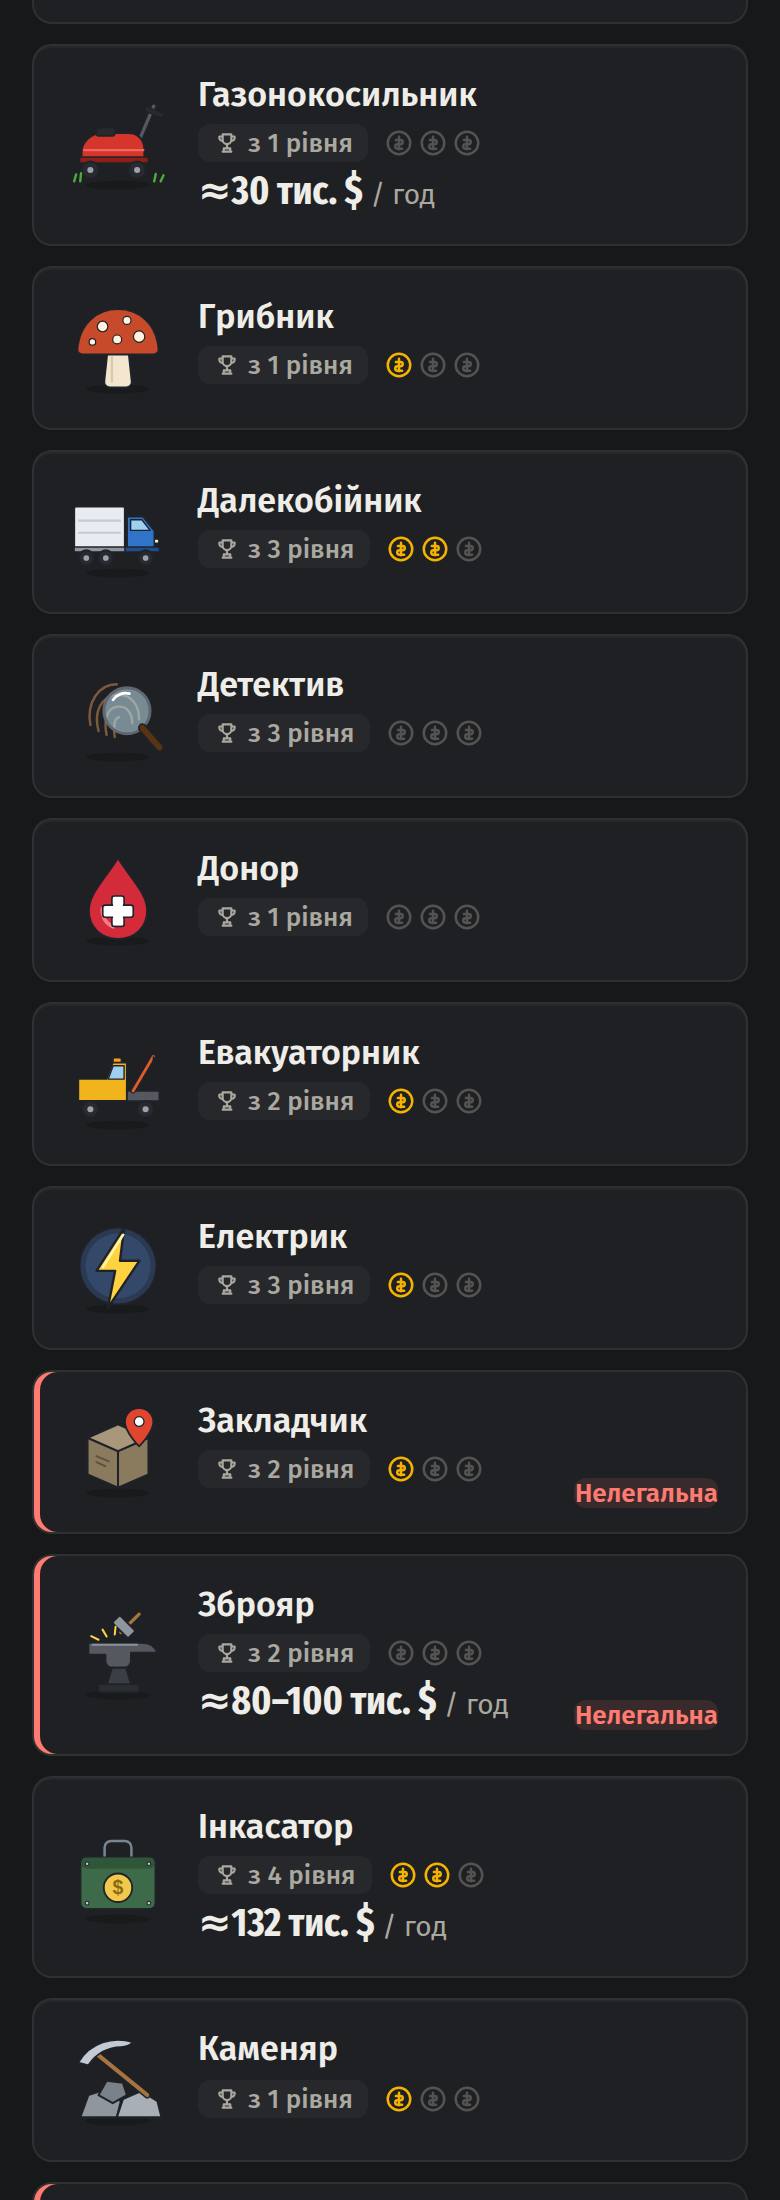 Газонокосильник
з 1 рівня
≈30 тис. $ / год
Грибник
з 1 рівня
Далекобійник
з 3 рівня
Детектив
з 3 рівня
Донор
з 1 рівня
Евакуаторник
з 2 рівня
Електрик
з 3 рівня
Закладчик
з 2 рівня
Нелегальна
Зброяр
з 2 рівня
≈80–100 тис. $ / год
Нелегальна
Інкасатор
з 4 рівня
$
≈132 тис. $ / год
Каменяр
з 1 рівня